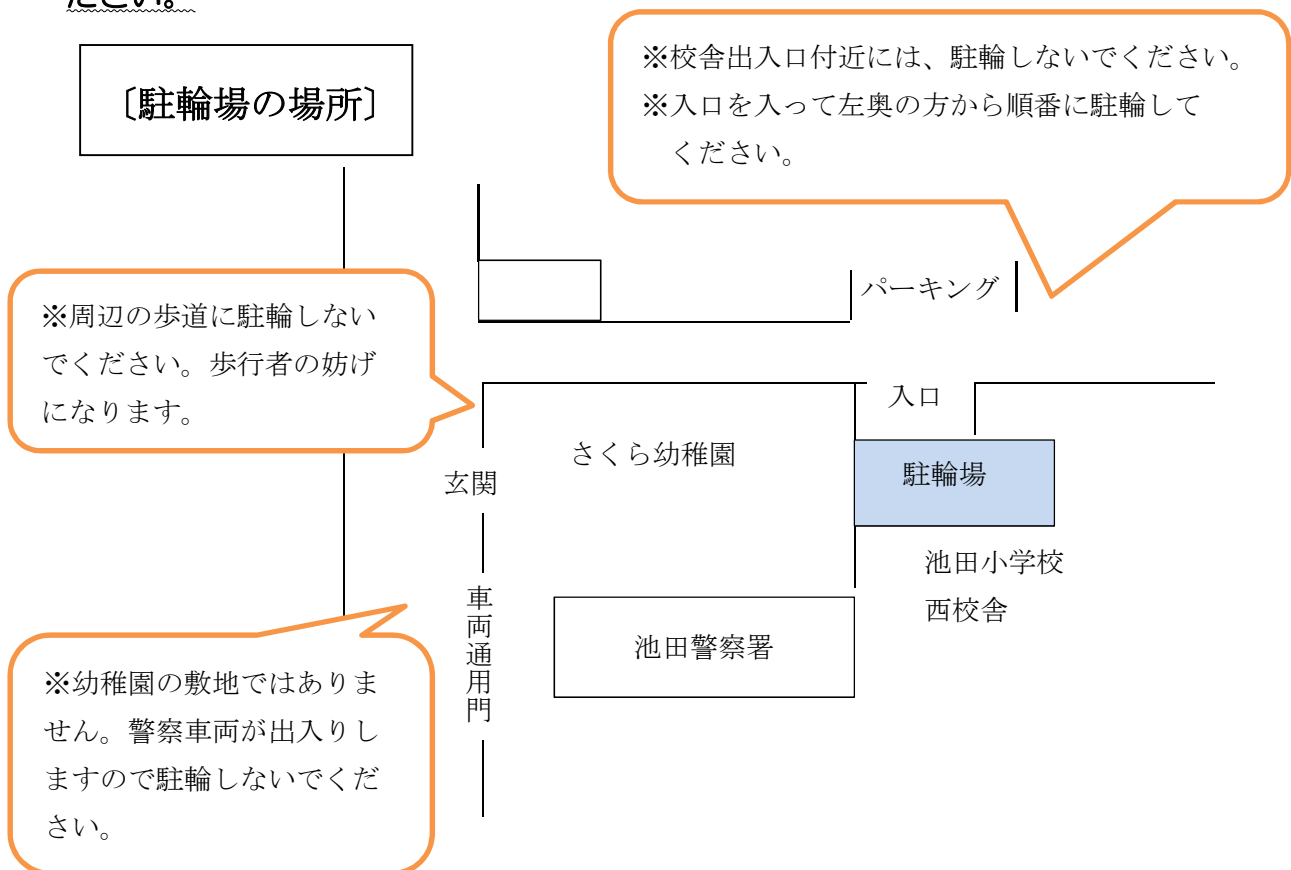 ださい。
〔駐輪場の場所〕
※校舎出入口付近には、駐輪しないでください。
※入口を入って左奥の方から順番に駐輪して
ください。
パーキング
※周辺の歩道に駐輪しない
でください。歩行者の妨げ
になります。
入口
さくら幼稚園
駐輪場
玄関
池田小学校
西校舎
車両通用門
池田警察署
※幼稚園の敷地ではありま
せん。警察車両が出入りし
ますので駐輪しないでくだ
さい。